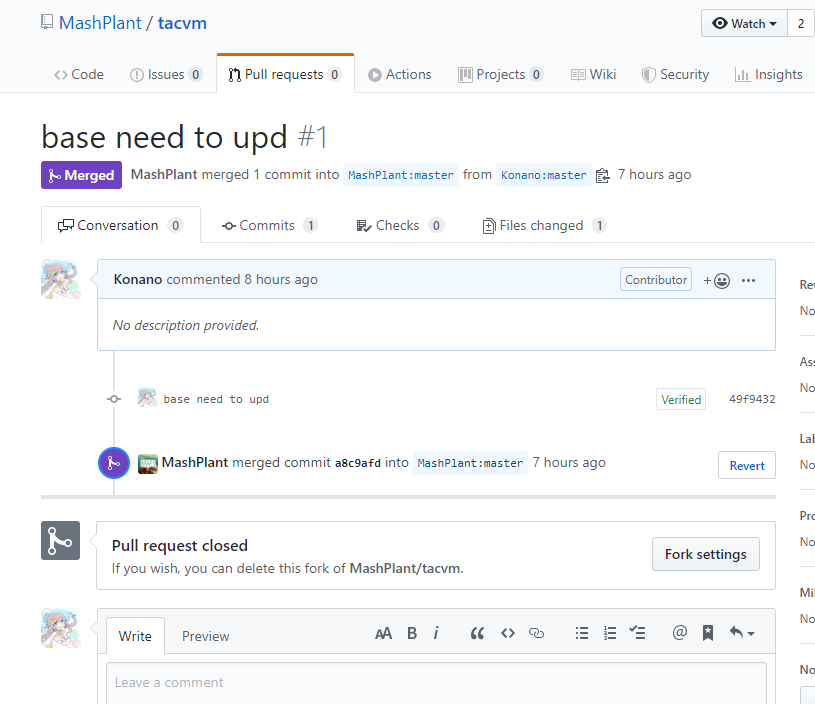 MashPlant / tacvm
Watch 2
Code Issues 0 Pull requests 0 Actions Projects 0 Wiki Security Insights
base need to upd #1
Merged MashPlant merged 1 commit into MashPlant:master from Konano:master 7 hours ago
Conversation 0 Commits 1 Checks 0 Files changed 1
Konano commented 8 hours ago Contributor
No description provided.
base need to upd Verified 49f9432
MashPlant merged commit a8c9afd into MashPlant:master 7 hours ago Revert
Pull request closed
If you wish, you can delete this fork of MashPlant/tacvm.
Fork settings
Write Preview AA B i
Leave a comment
Re
No
Ass
No
Lab
No
Pro
No
Mil
No
No